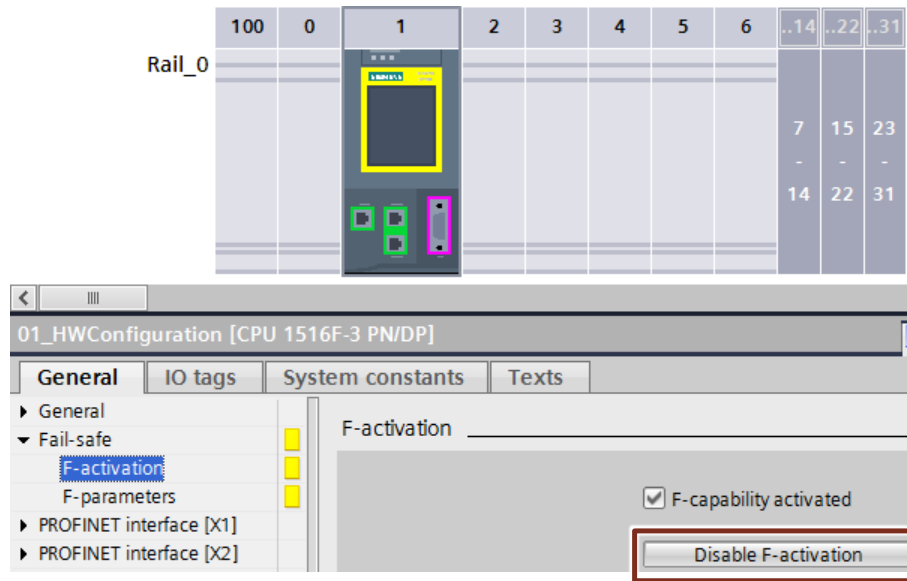 100 0 1 2 3 4 5 6 ..14 ..22 ..31
Rail_0
SIEMENS
7 15 23
- - -
14 22 31
01_HWConfiguration [CPU 1516F-3 PN/DP]
General IO tags System constants Texts
General
Fail-safe
F-activation
F-parameters
PROFINET interface [X1]
PROFINET interface [X2]
F-activation
F-capability activated
Disable F-activation